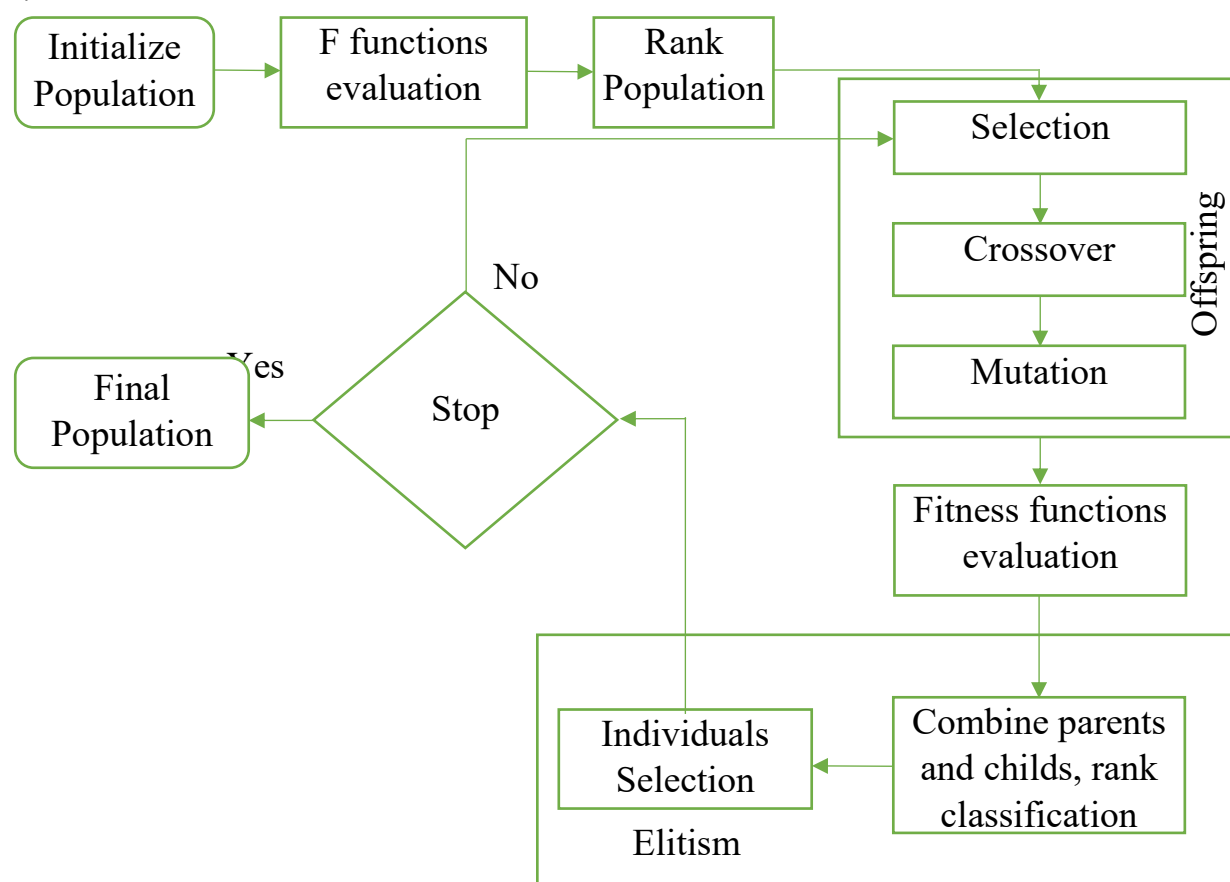 Initialize
Population
F functions
evaluation
Rank
Population
Selection
Crossover
Mutation
Offspring
No
Yes
Stop
Final
Population
Fitness functions
evaluation
Combine parents
and childs, rank
classification
Individuals
Selection
Elitism